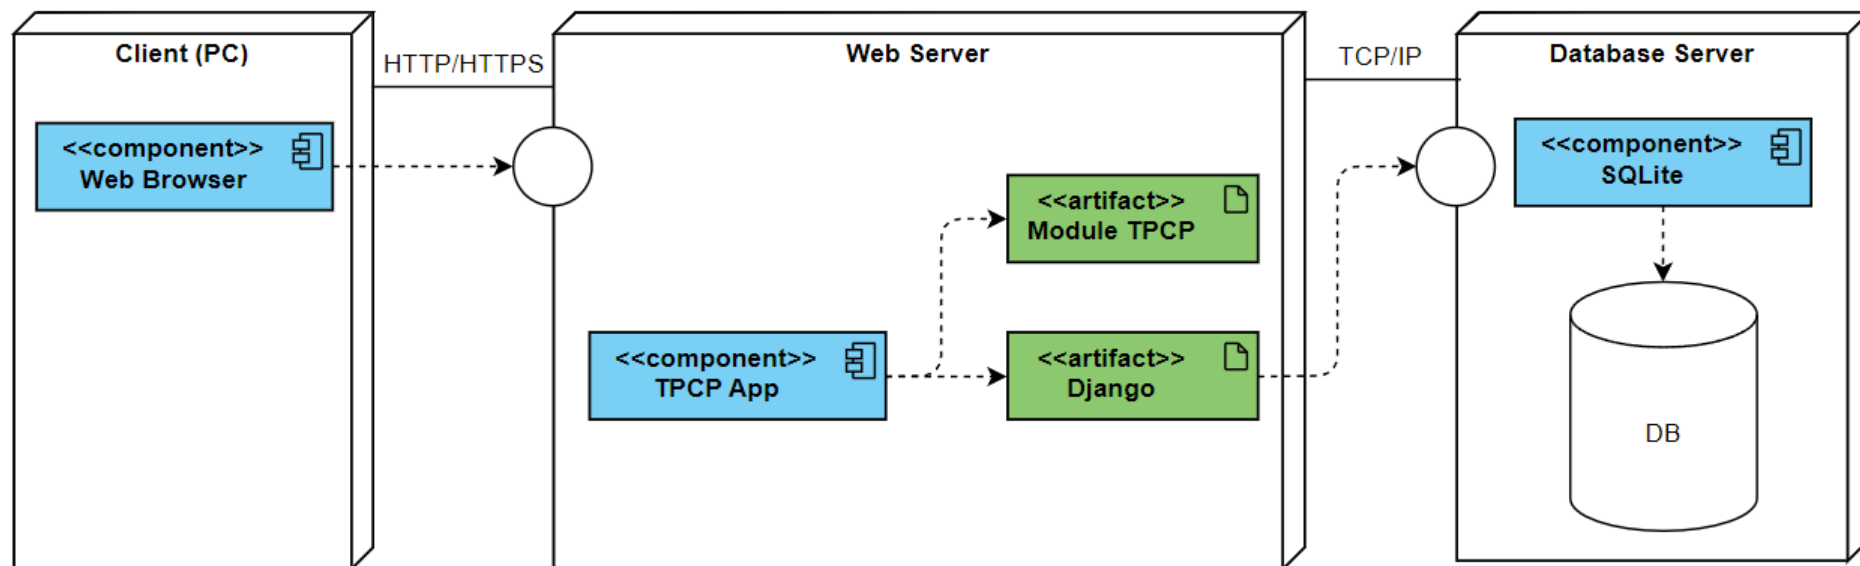 Client (PC)
<<component>>
Web Browser
HTTP/HTTPS
Web Server
<<artifact>>
Module TPCP
<<component>>
TPCP App
<<artifact>>
Django
TCP/IP
Database Server
<<component>>
SQLite
DB